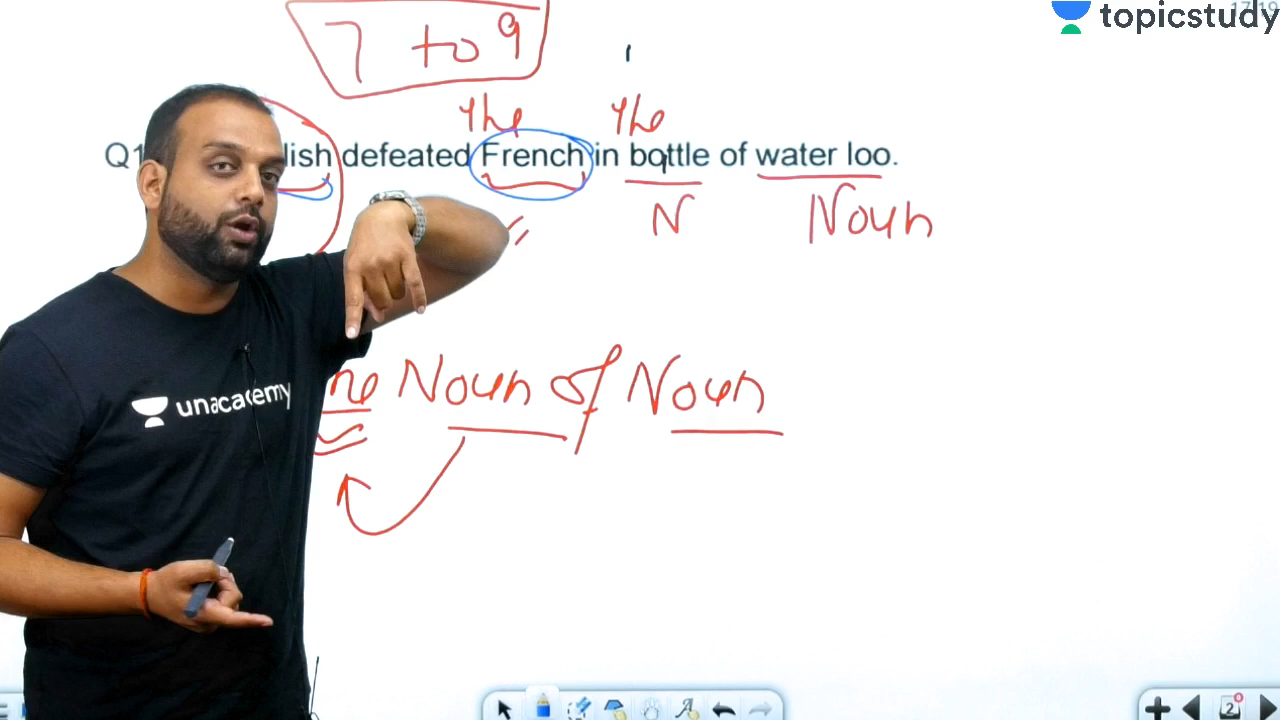 topicstudy
7 to 9
the the
Q1 lish defeated French in bottle of water loo.
N Noun
Noun of Noun
unacademy
2